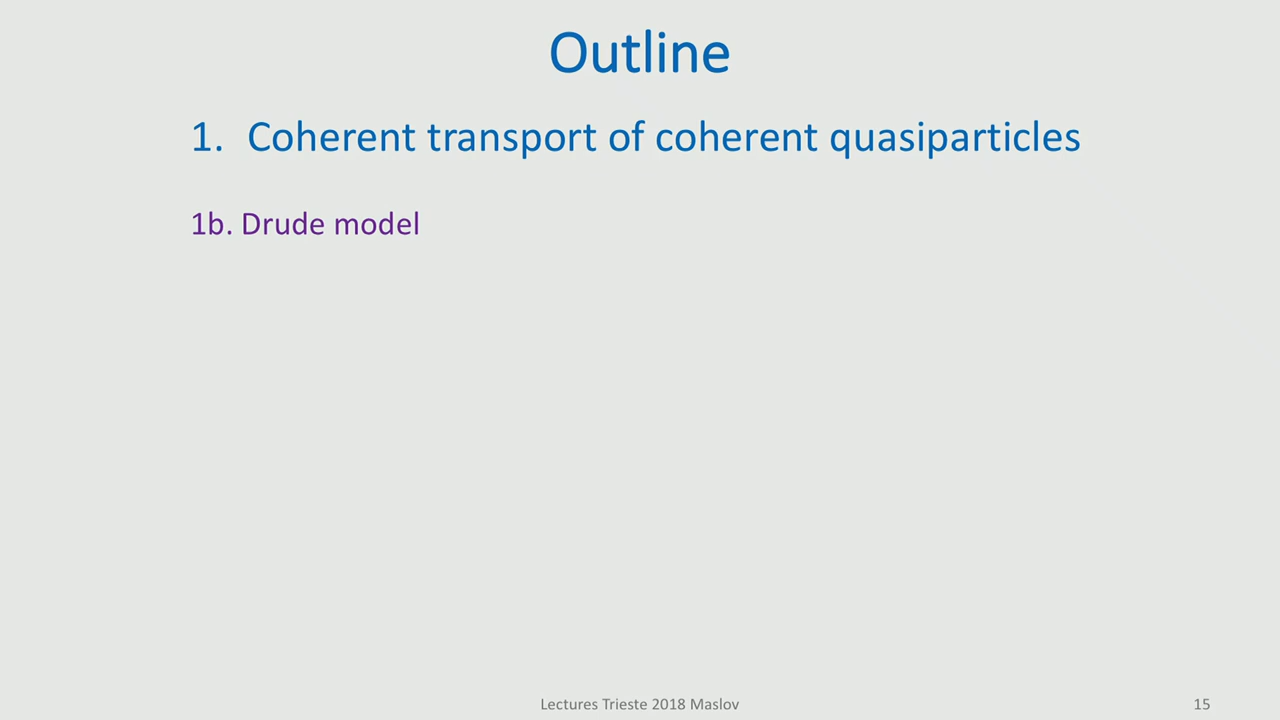 Outline
1. Coherent transport of coherent quasiparticles
1b. Drude model
Lectures Trieste 2018 Maslov
15